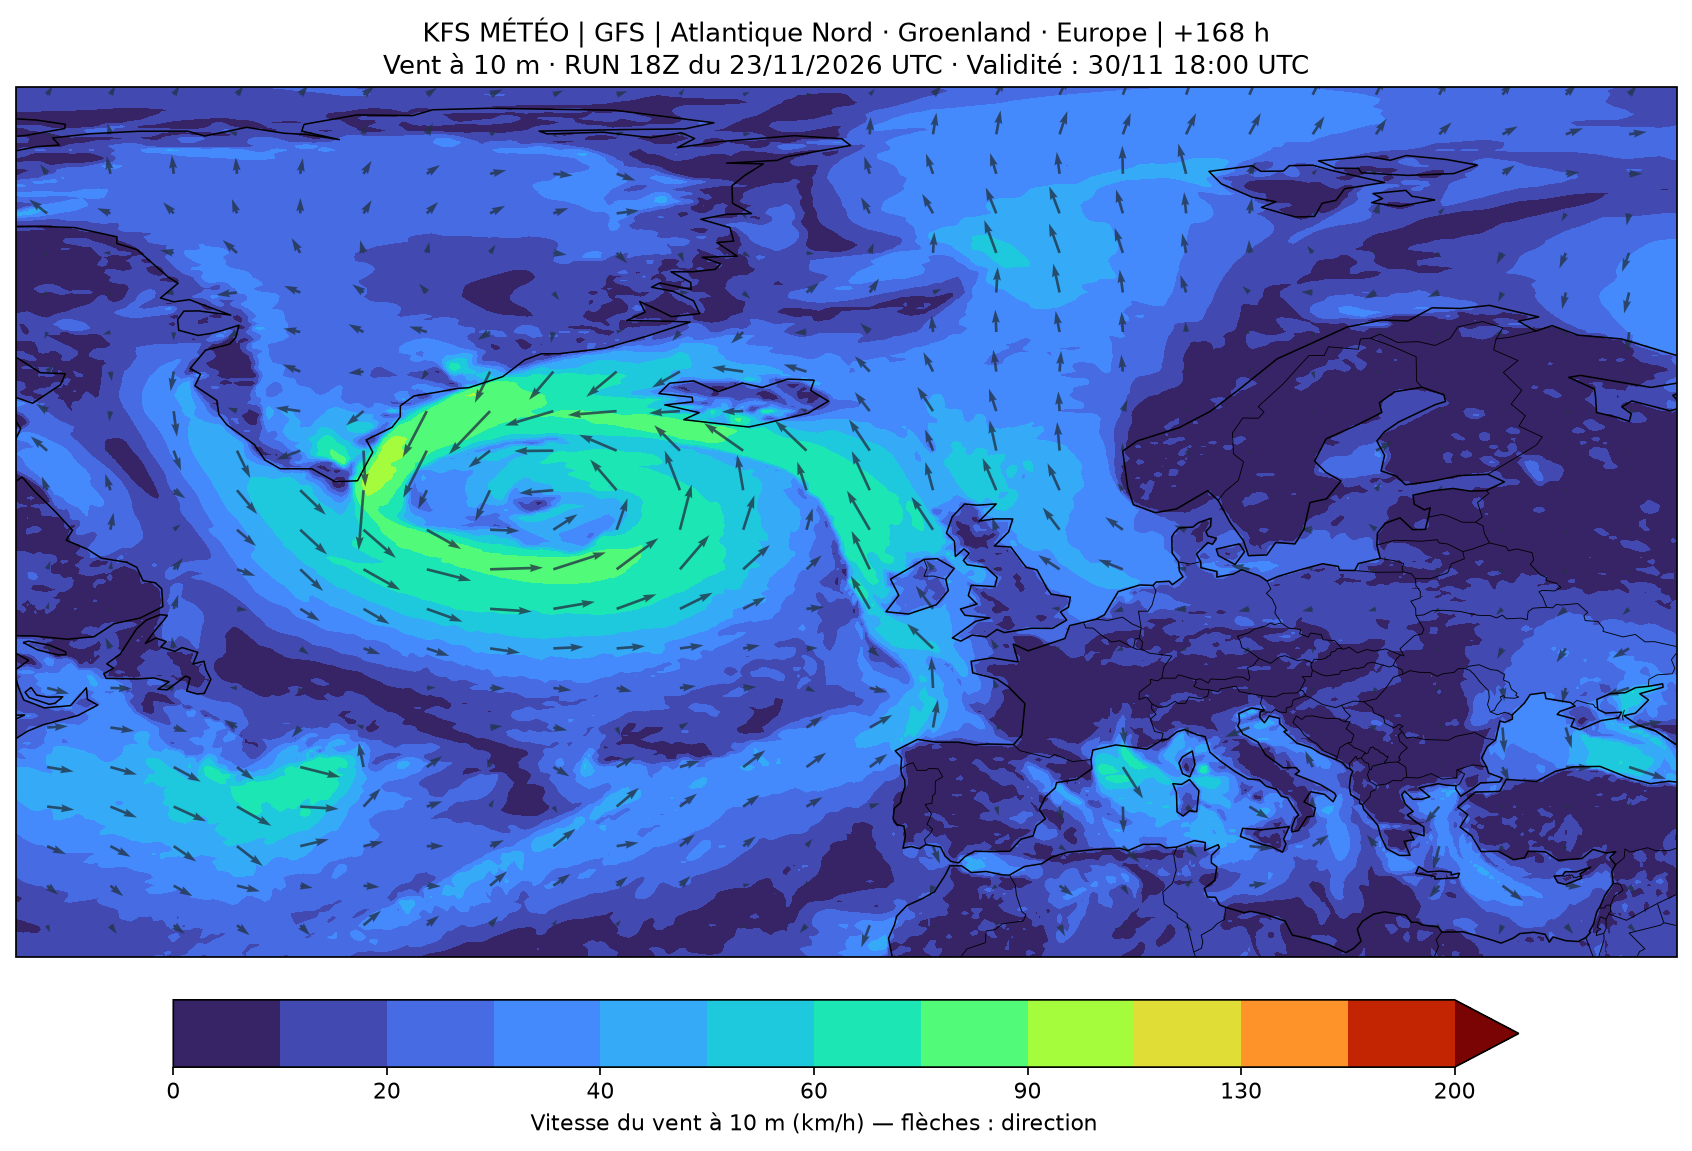 KFS MÉTÉO | GFS | Atlantique Nord · Groenland · Europe | +168 h
Vent à 10 m · RUN 18Z du 23/11/2026 UTC · Validité : 30/11 18:00 UTC
0 20 40 60 90 130 200
Vitesse du vent à 10 m (km/h) — flèches : direction